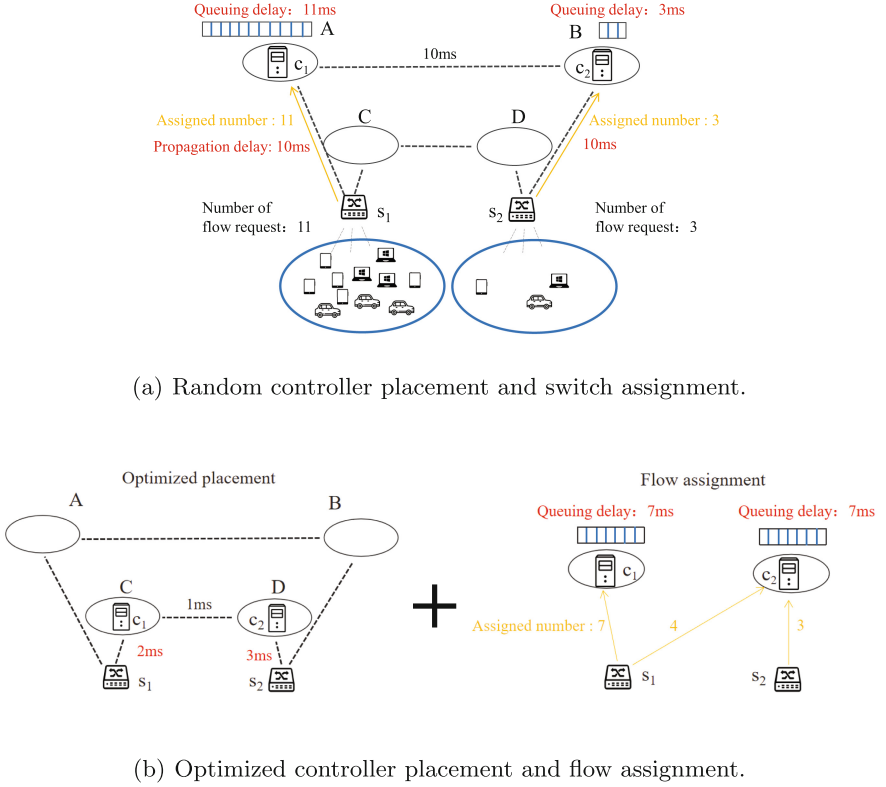 Queuing delay: 11ms
Queuing delay: 3ms
A
B
c1
10ms
c2
Assigned number : 11
C
D
Assigned number : 3
Propagation delay: 10ms
10ms
Number of
flow request: 11
s1
s2
Number of
flow request: 3
(a) Random controller placement and switch assignment.
Optimized placement
Flow assignment
A
B
Queuing delay: 7ms
Queuing delay: 7ms
C
D
c1
1ms
c2
c1
c2
2ms
3ms
Assigned number : 7
4
3
s1
s2
s1
s2
(b) Optimized controller placement and flow assignment.